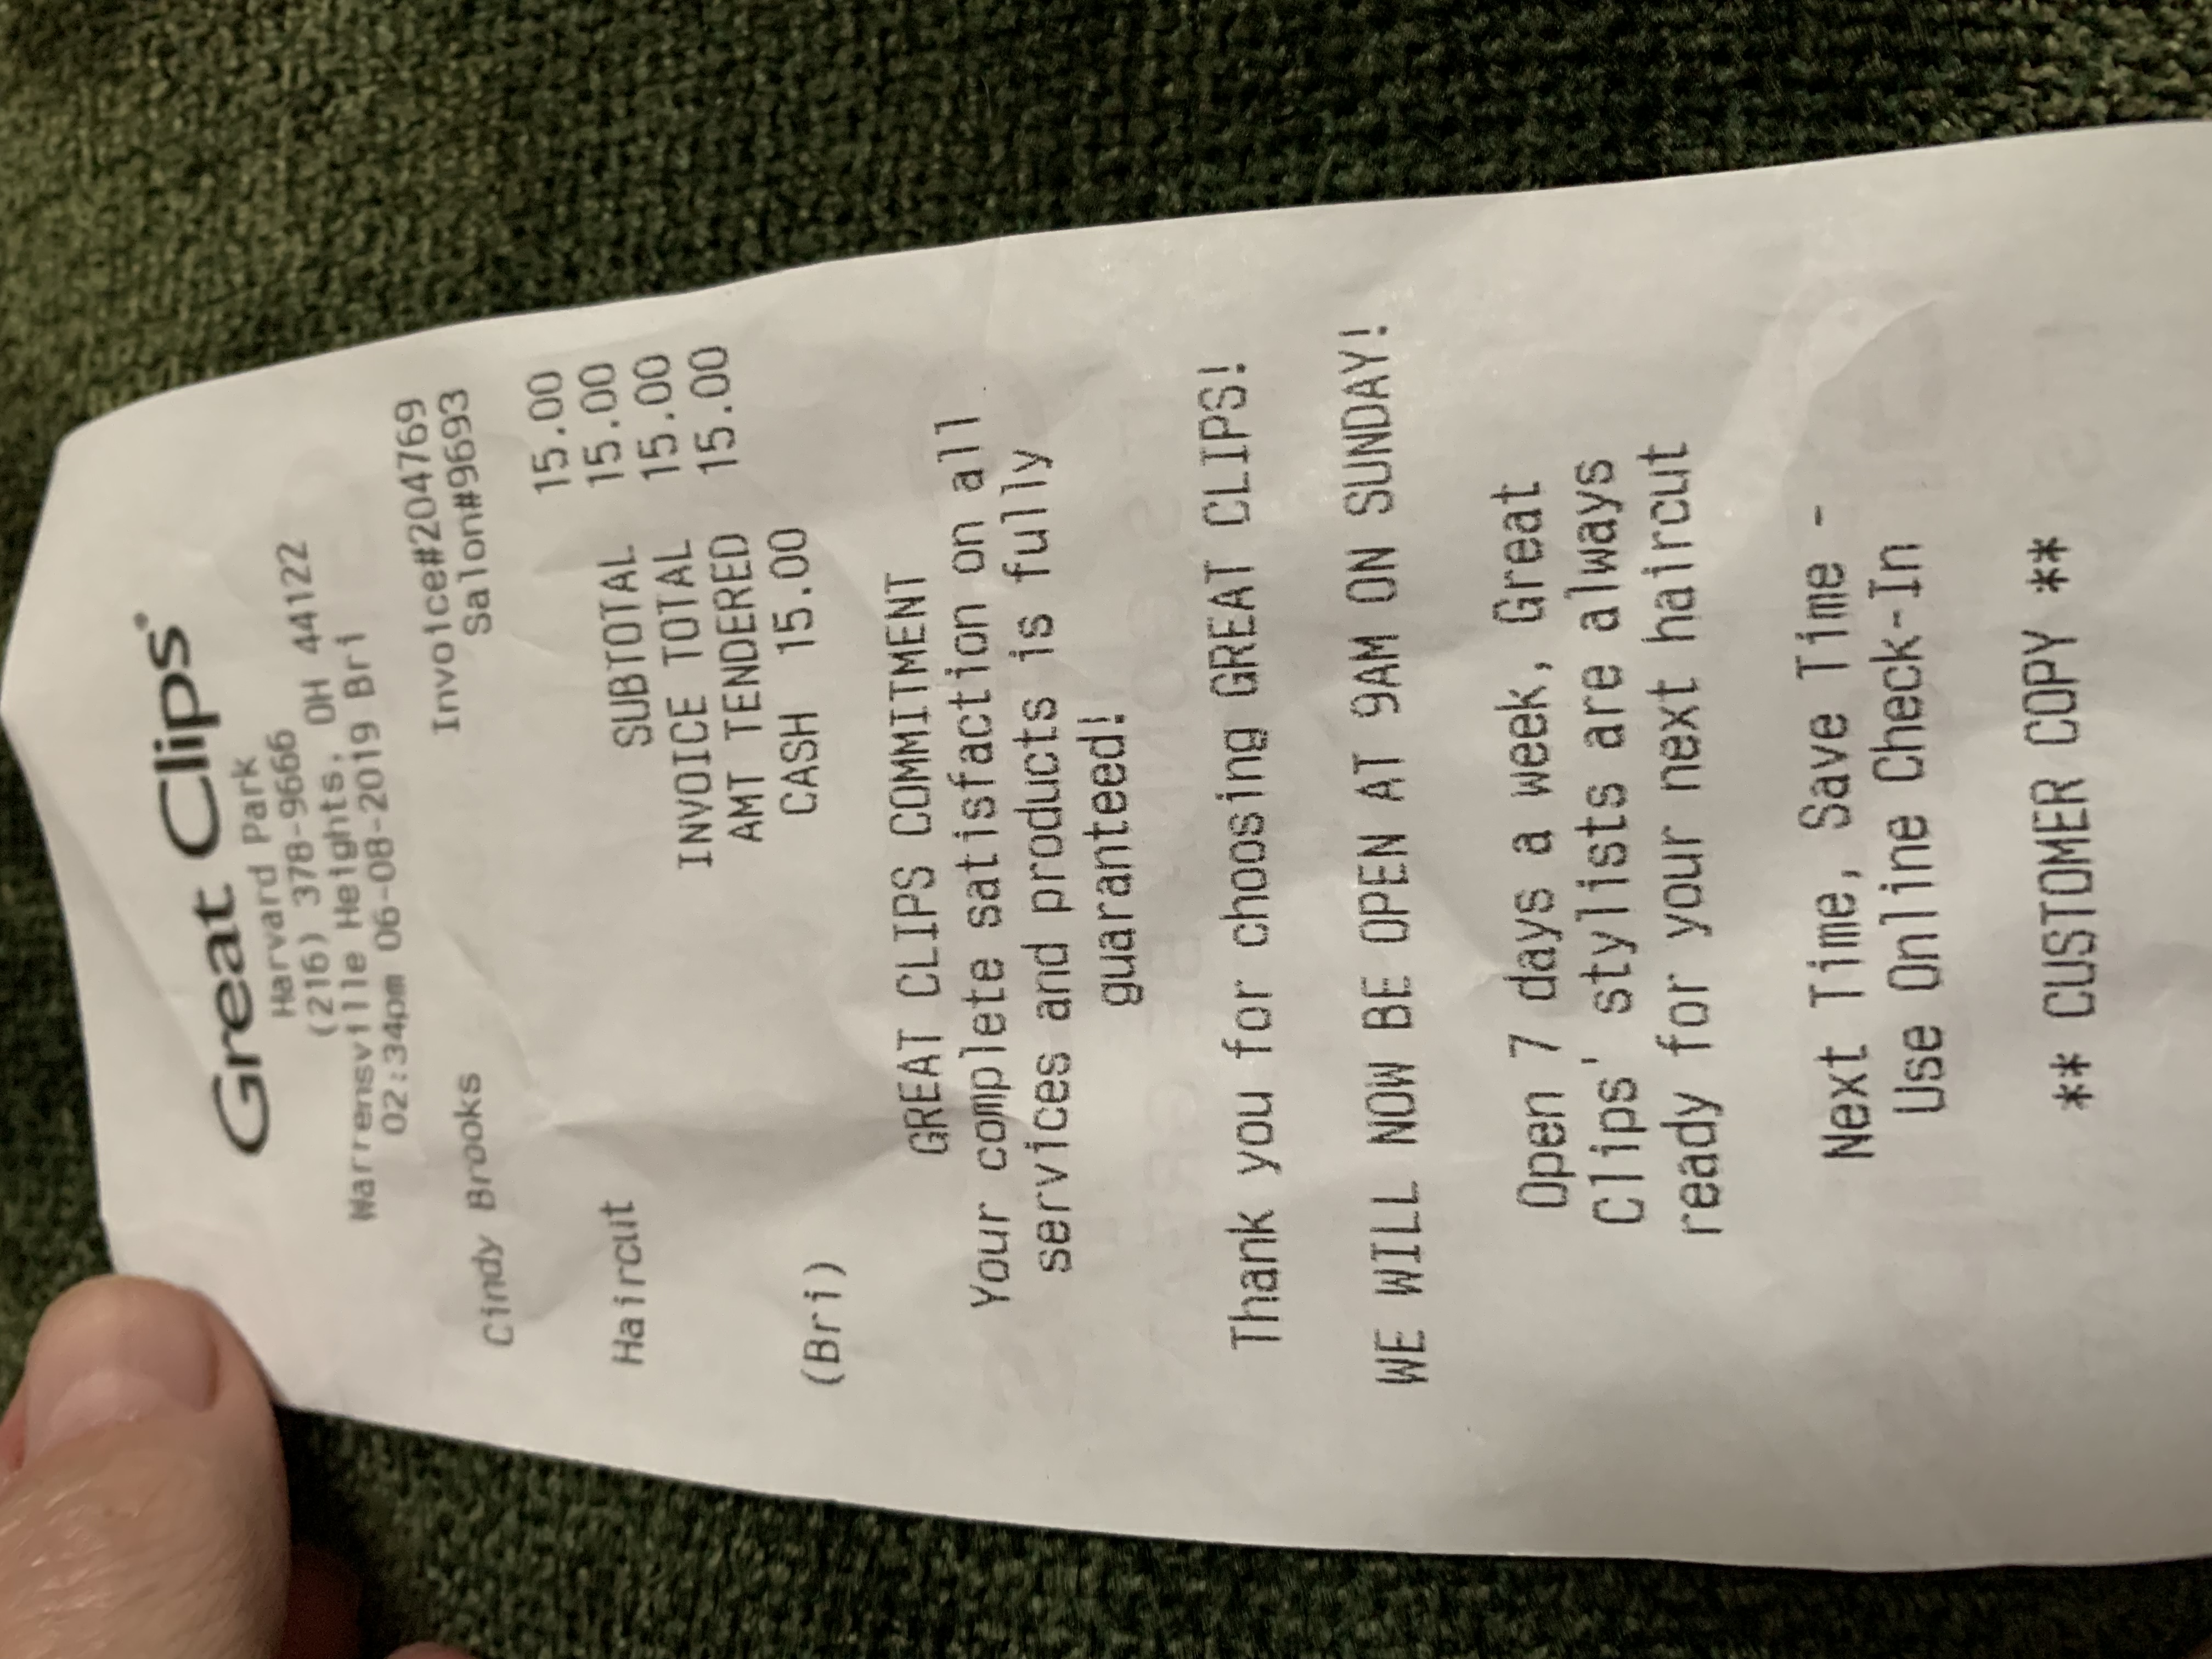 Great Clips®
Harvard Park
(216) 378-9666
Warrensville Heights, OH 44122
02:34pm 06-08-2019 Bri
Invoice#204769
Cindy Brooks Salon#9693
Haircut 15.00
SUBTOTAL 15.00
INVOICE TOTAL 15.00
AMT TENDERED 15.00
CASH 15.00
(Bri)
GREAT CLIPS COMMITMENT
Your complete satisfaction on all
services and products is fully
guaranteed!
Thank you for choosing GREAT CLIPS!
WE WILL NOW BE OPEN AT 9AM ON SUNDAY!
Open 7 days a week, Great
Clips' stylists are always
ready for your next haircut
Next Time, Save Time -
Use Online Check-In
** CUSTOMER COPY **